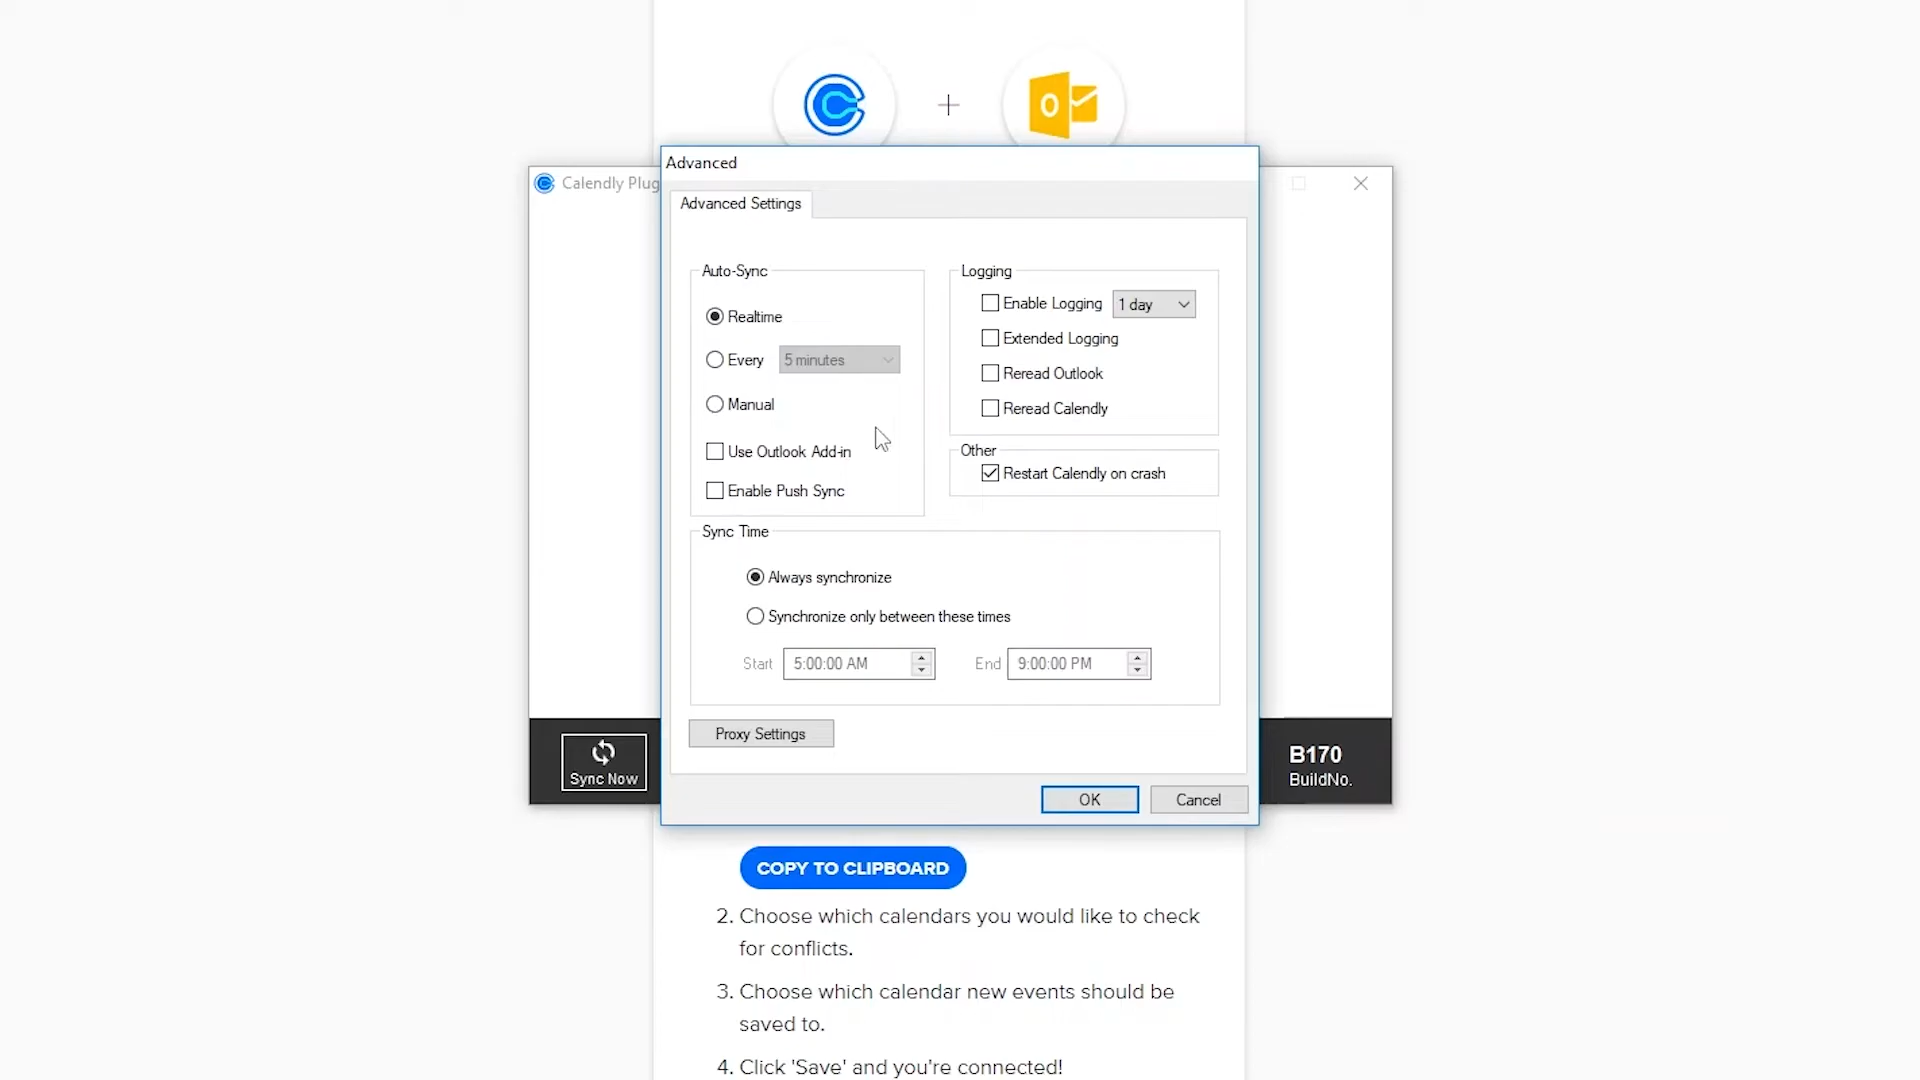 Advanced
Calendly Plug
Advanced Settings
Auto-Sync
Realtime
Every 5 minutes
Manual
Use Outlook Add-in
Enable Push Sync
Logging
Enable Logging 1 day
Extended Logging
Reread Outlook
Reread Calendly
Other
Restart Calendly on crash
Sync Time
Always synchronize
Synchronize only between these times
Start 5:00:00 AM End 9:00:00 PM
Proxy Settings
OK Cancel
Sync Now
B170
BuildNo.
COPY TO CLIPBOARD
2. Choose which calendars you would like to check
for conflicts.
3. Choose which calendar new events should be
saved to.
4. Click 'Save' and you're connected!